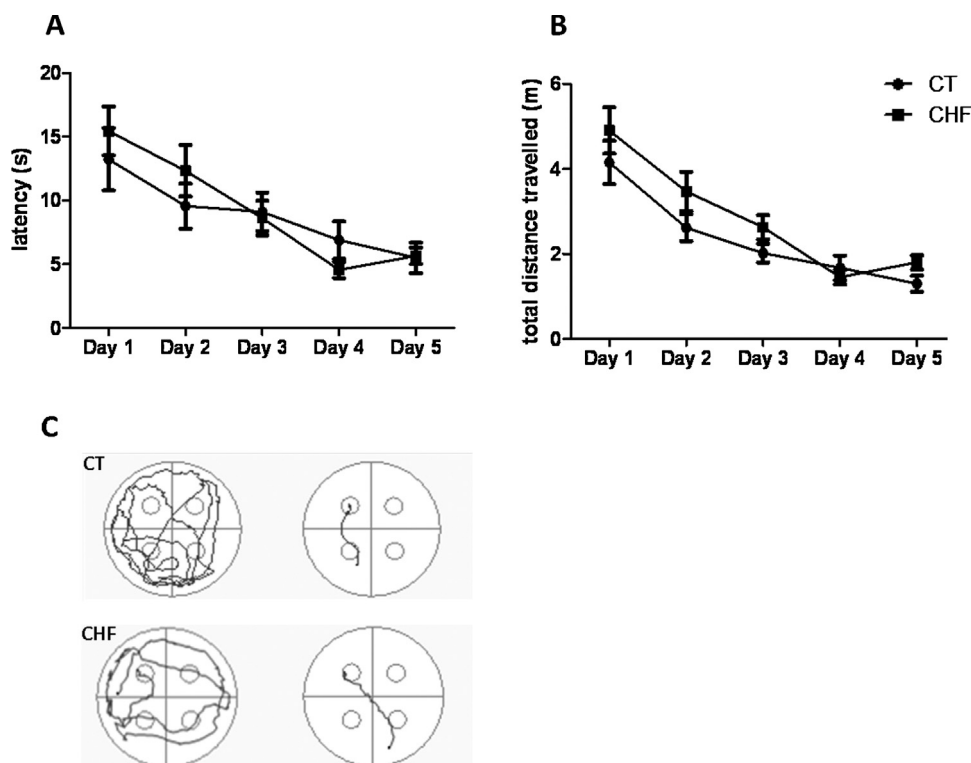 A
latency (s)
20
15
10
5
0
Day 1 Day 2 Day 3 Day 4 Day 5
B
total distance travelled (m)
6
4
2
0
Day 1 Day 2 Day 3 Day 4 Day 5
CT
CHF
C
CT
CHF